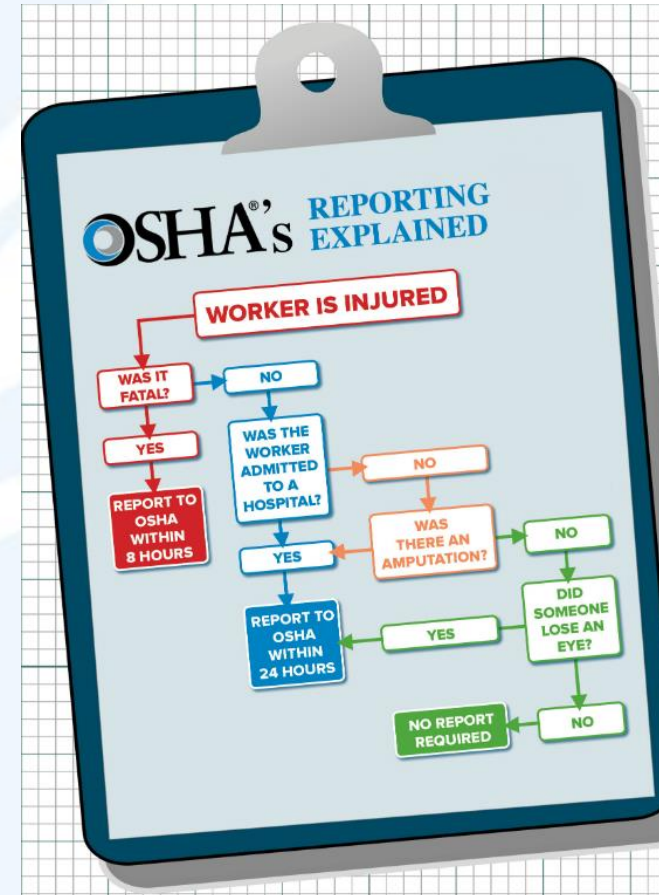 OSHA®'s REPORTING
EXPLAINED
WORKER IS INJURED
WAS IT
FATAL?
NO
YES
REPORT TO
OSHA
WITHIN
8 HOURS
WAS THE
WORKER
ADMITTED
TO A
HOSPITAL?
NO
YES
WAS
THERE AN
AMPUTATION?
NO
REPORT TO
OSHA
WITHIN
24 HOURS
DID
SOMEONE
LOSE AN
EYE?
YES
NO
NO REPORT
REQUIRED